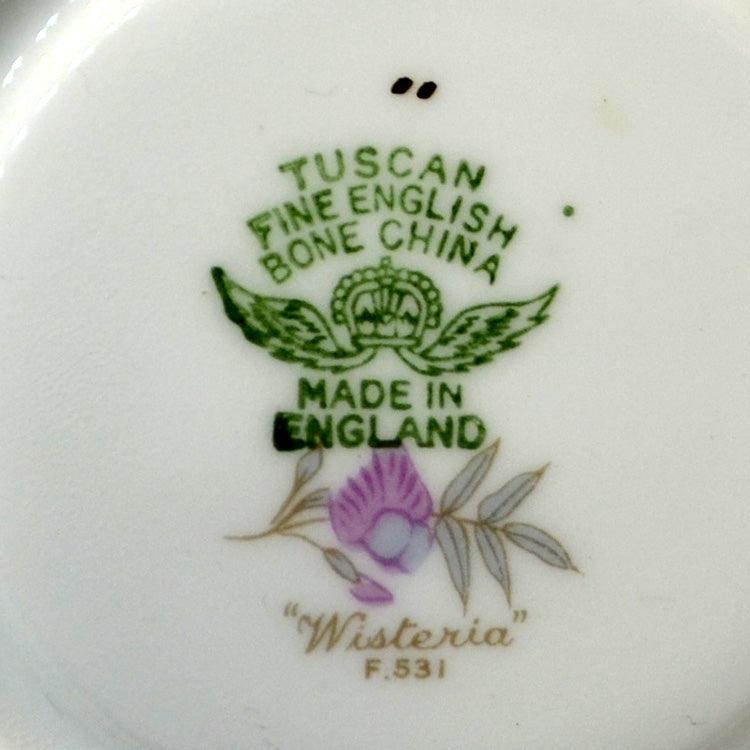 TUSCAN
FINE ENGLISH
BONE CHINA
MADE IN
ENGLAND
"Wisteria"
F.531